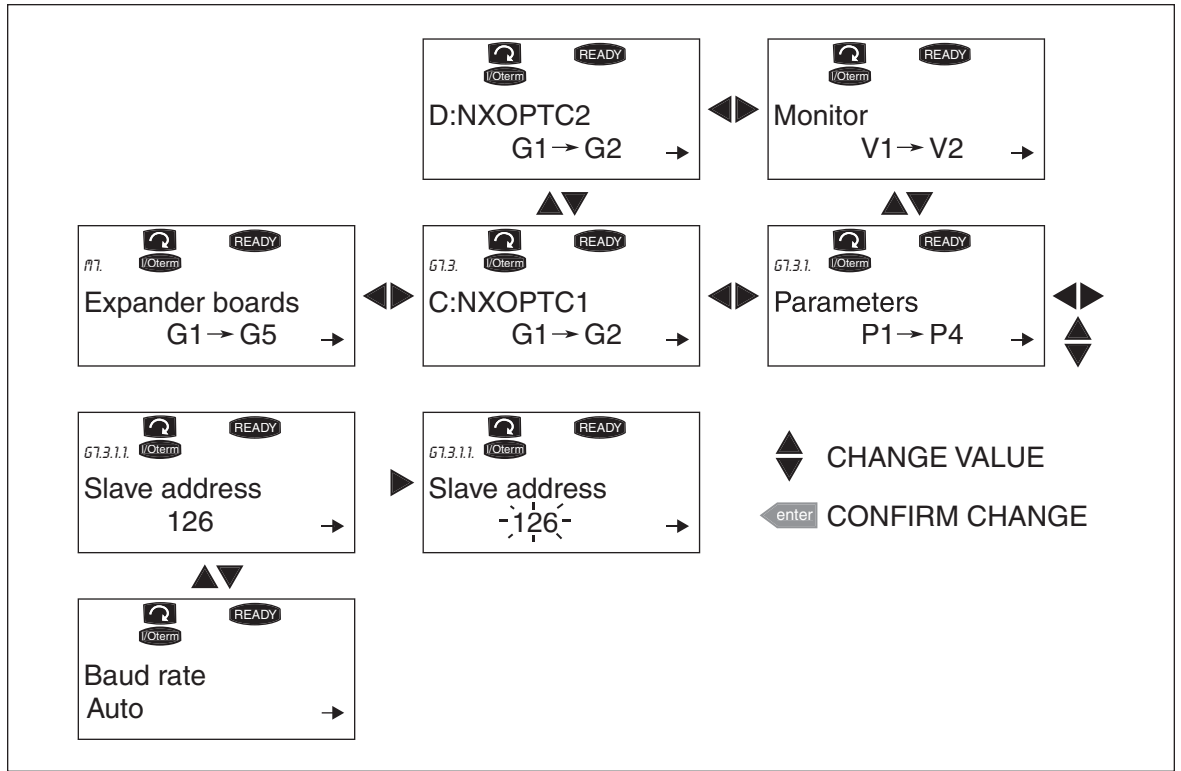 READY
I/Oterm
D:NXOPTC2
G1→G2
READY
I/Oterm
Monitor
V1→V2
READY
M7. I/Oterm
Expander boards
G1→G5
READY
G7.3. I/Oterm
C:NXOPTC1
G1→G2
READY
G7.3.1. I/Oterm
Parameters
P1→P4
READY
G7.3.1.1. I/Oterm
Slave address
126
READY
G7.3.1.1. I/Oterm
Slave address
126
CHANGE VALUE
enter CONFIRM CHANGE
READY
I/Oterm
Baud rate
Auto